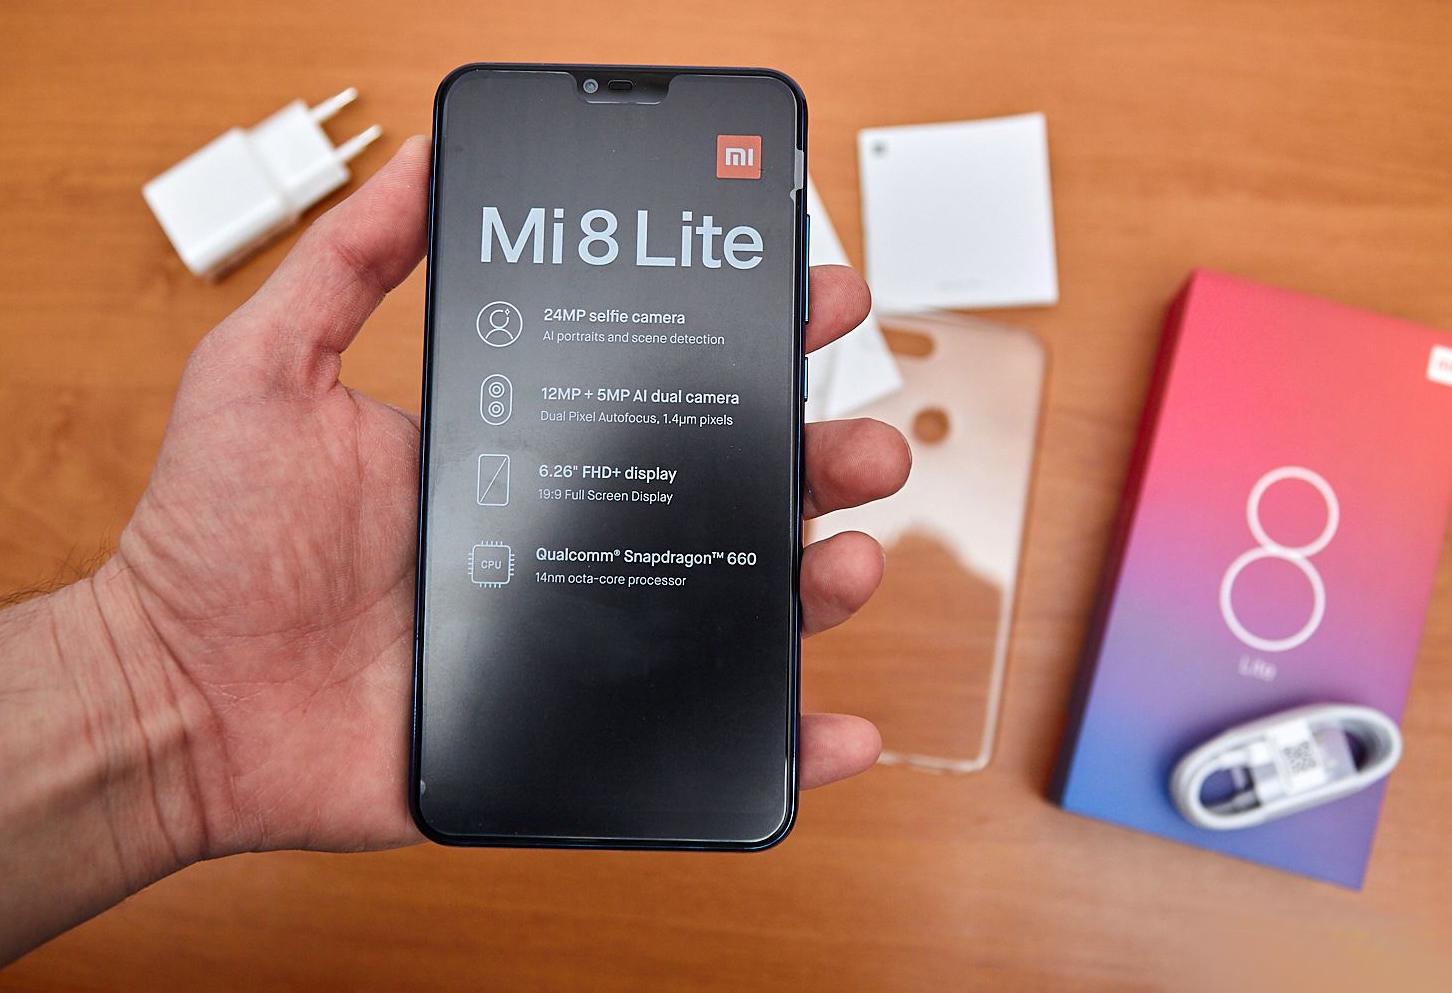 mi
Mi 8 Lite
24MP selfie camera
AI portraits and scene detection
12MP + 5MP AI dual camera
Dual Pixel Autofocus, 1.4μm pixels
6.26" FHD+ display
19:9 Full Screen Display
CPU
Qualcomm® Snapdragon™ 660
14nm octa-core processor
mi
8
Lite